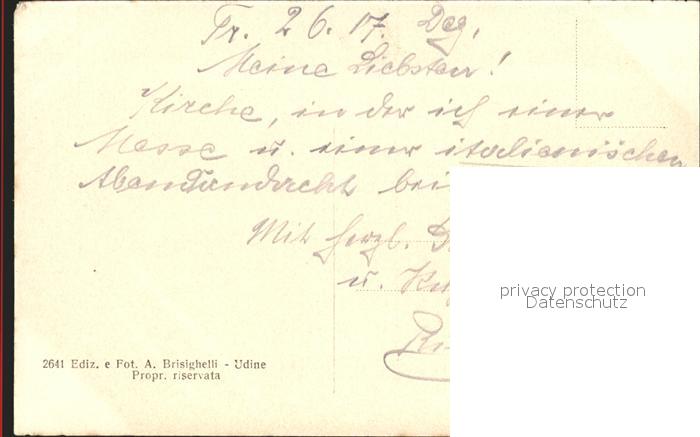 Fr. 26. 17. Dez.
Meine Liebsten!
Kirche, in der ich einer
Messe u. einer italienischen
Abendandacht bei
Mit herzl.
u.
privacy protection
Datenschutz
2641 Ediz. e Fot. A. Brisighelli - Udine
Propr. riservata